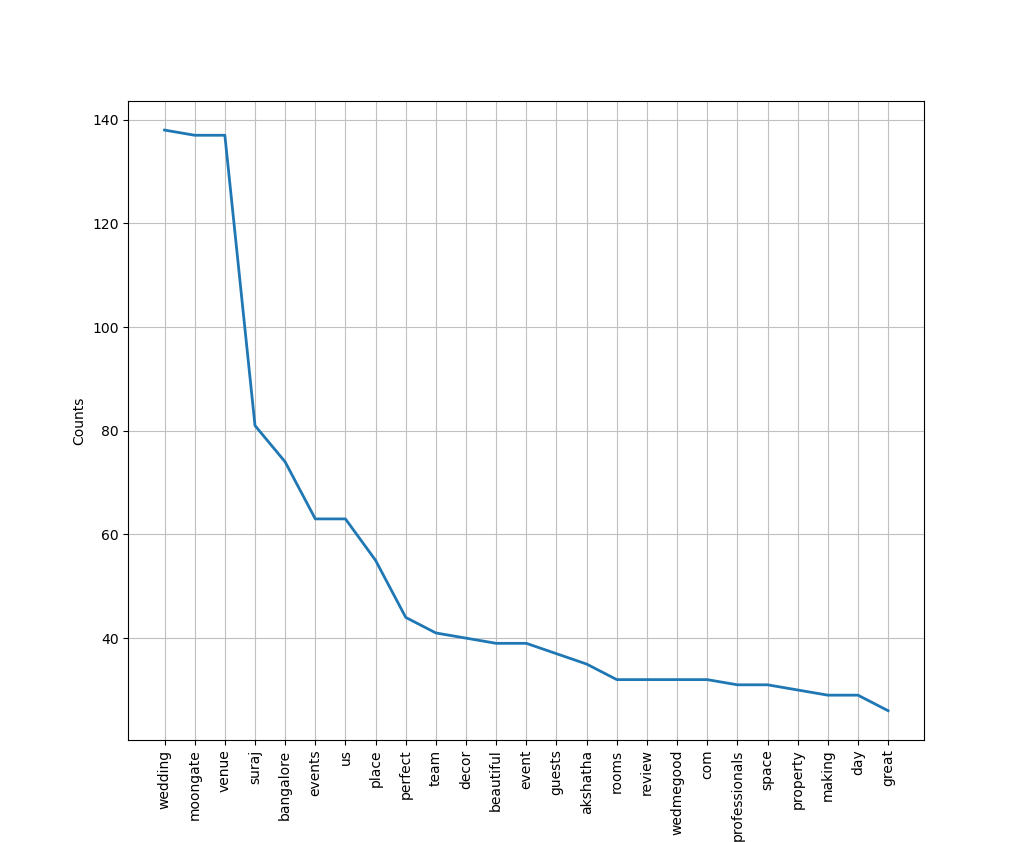 140
120
100
80
60
40
Counts
wedding
moongate
venue
suraj
bangalore
events
us
place
perfect
team
decor
beautiful
event
guests
akshatha
rooms
review
wedmegood
com
professionals
space
property
making
day
great